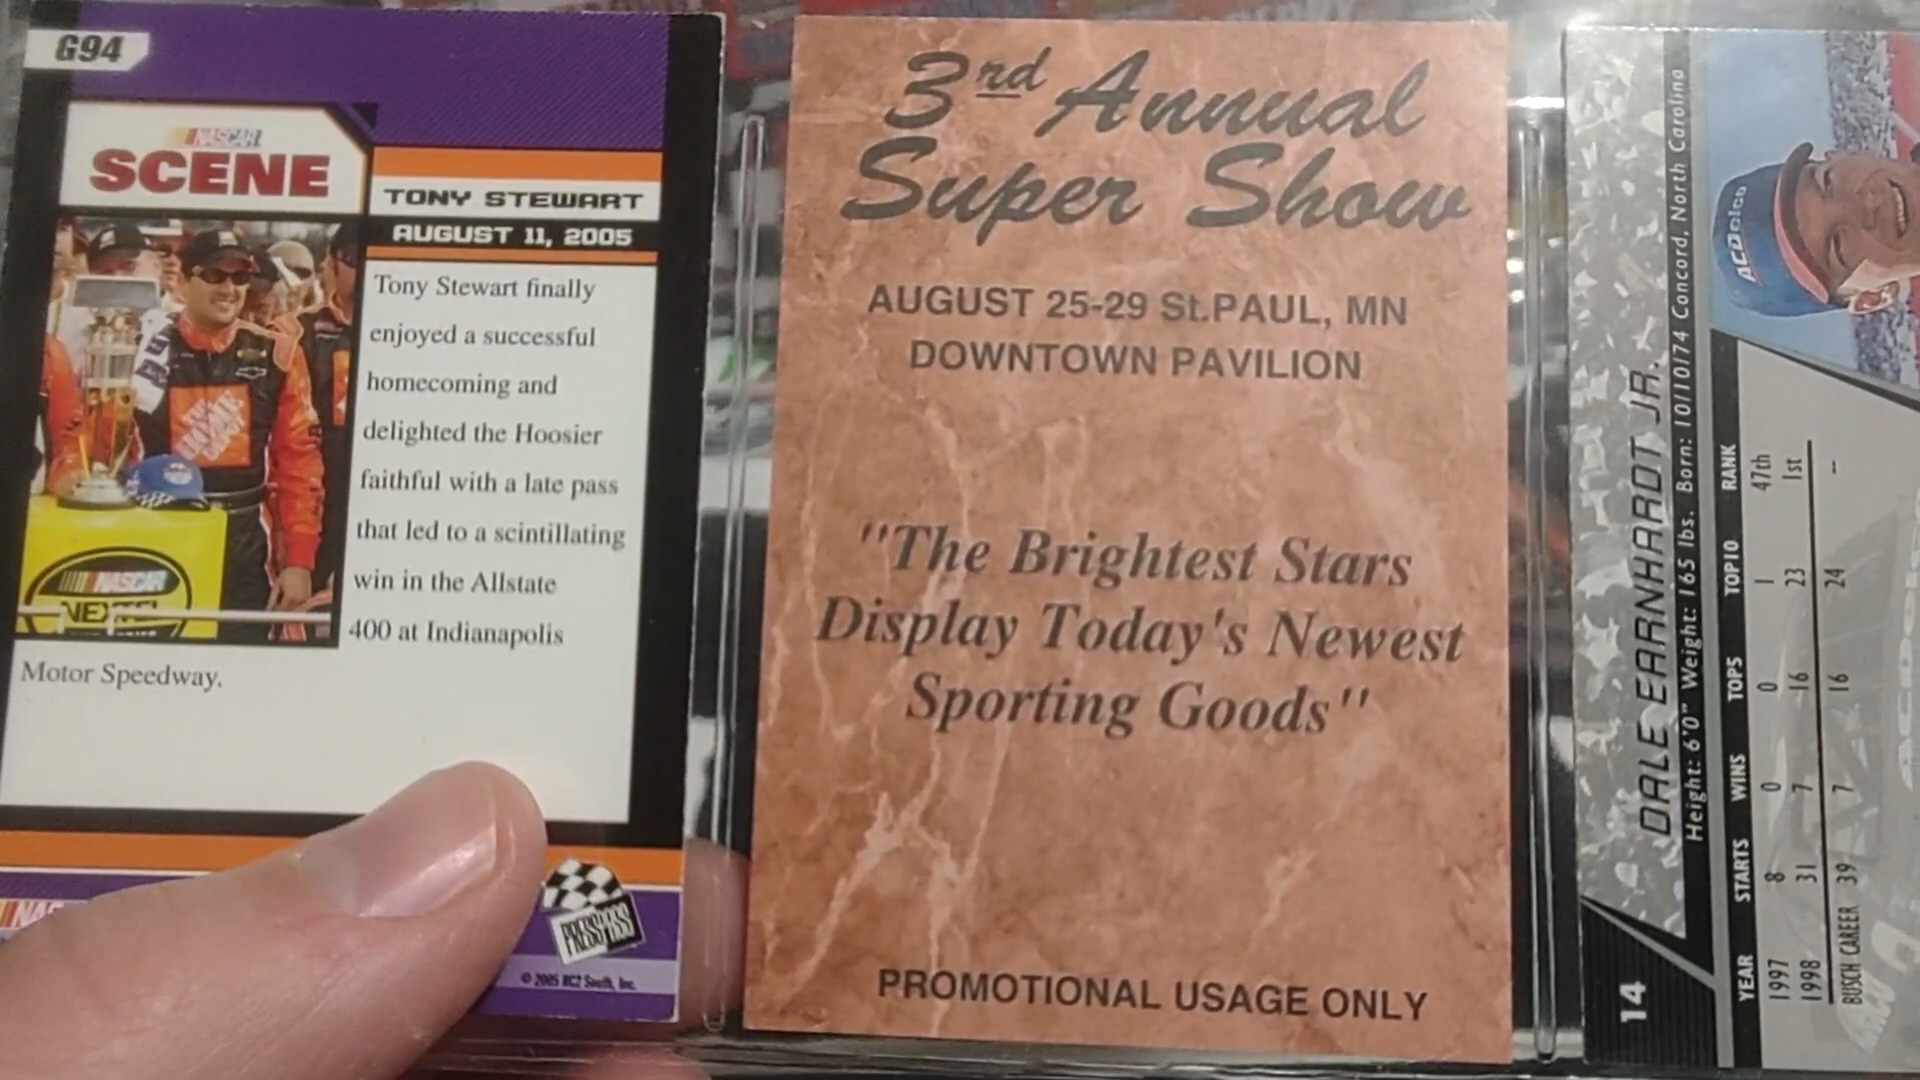 G94
NASCAR
SCENE
TONY STEWART
AUGUST 11, 2005
Tony Stewart finally
enjoyed a successful
homecoming and
delighted the Hoosier
faithful with a late pass
that led to a scintillating
win in the Allstate
400 at Indianapolis
Motor Speedway.
NASCAR
NEXTEL
PRESS PASS
© 2005 RC2 South, Inc.
3rd Annual
Super Show
AUGUST 25-29 St.PAUL, MN
DOWNTOWN PAVILION
"The Brightest Stars
Display Today's Newest
Sporting Goods"
PROMOTIONAL USAGE ONLY
14
DALE EARNHARDT JR.
Height: 6'0" Weight: 165 lbs. Born: 10/10/74 Concord, North Carolina
YEAR STARTS WINS TOP5 TOP10 RANK
1997 8 0 0 1 47th
1998 31 7 16 23 1st
BUSCH CAREER 39 7 16 24 --
ACDelco